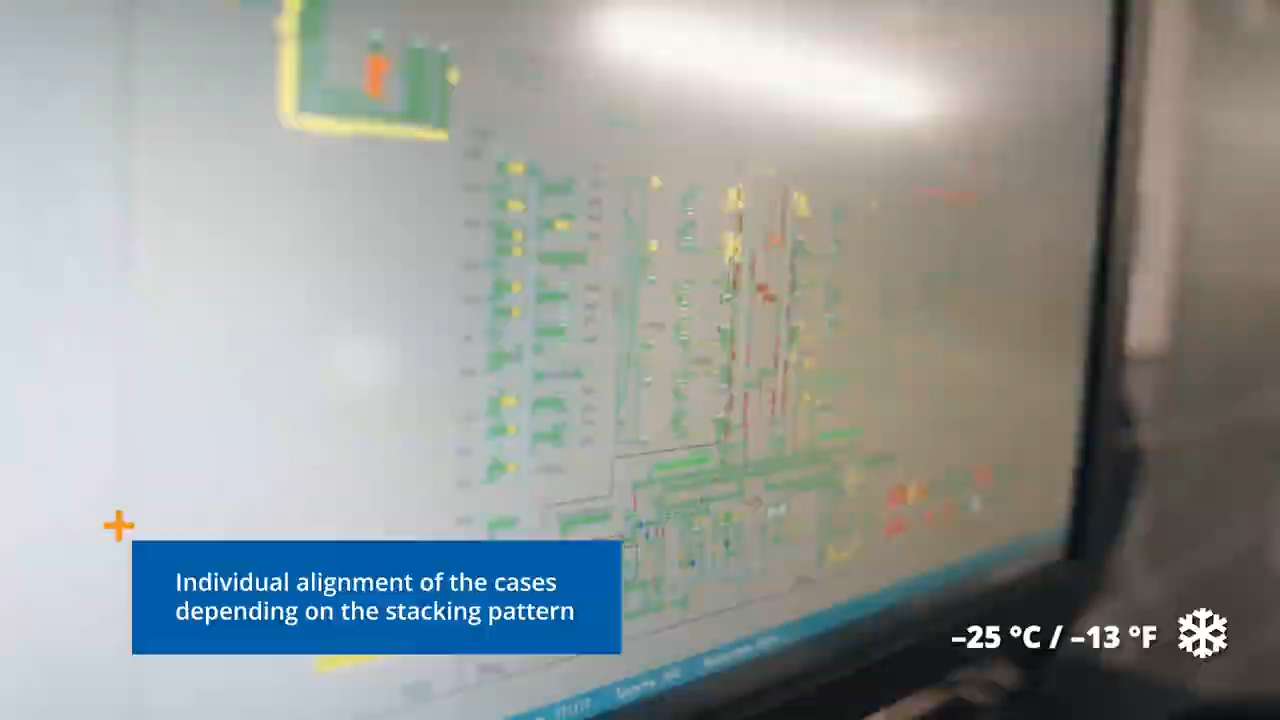 Individual alignment of the cases
depending on the stacking pattern
–25 °C / –13 °F